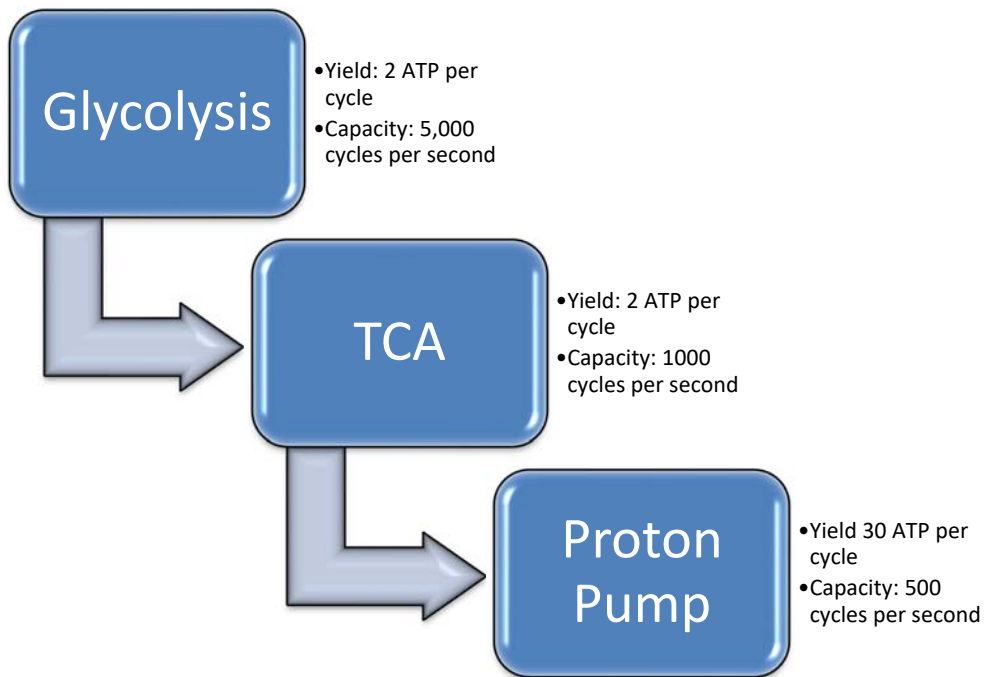 Glycolysis
•Yield: 2 ATP per
cycle
•Capacity: 5,000
cycles per second
TCA
•Yield: 2 ATP per
cycle
•Capacity: 1000
cycles per second
Proton
Pump
•Yield 30 ATP per
cycle
•Capacity: 500
cycles per second